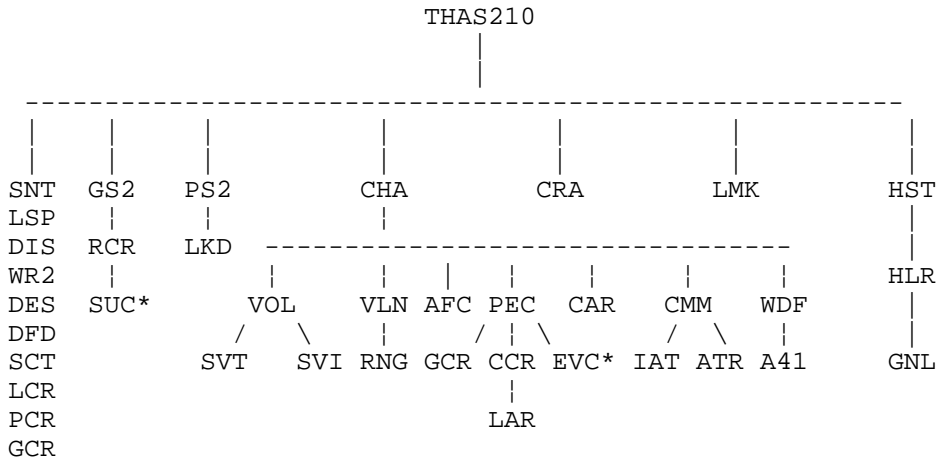 THAS210
SNT GS2 PS2 CHA CRA LMK HST
LSP
DIS RCR LKD
WR2 HLR
DES SUC* VOL VLN AFC PEC CAR CMM WDF
DFD
SCT SVT SVI RNG GCR CCR EVC* IAT ATR A41 GNL
LCR
PCR LAR
GCR